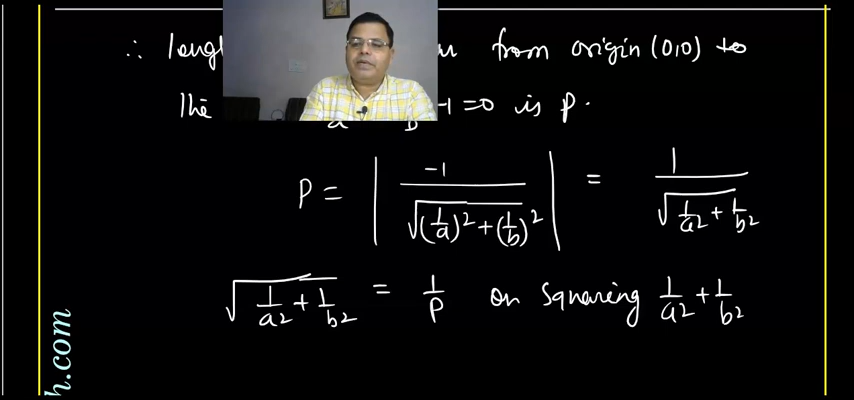 ∴ from origin (0,0) to
The -1 = 0 is P.
P = | -1 / √((1/a)² + (1/b)²) | = 1 / √(1/a² + 1/b²)
√(1/a² + 1/b²) = 1/P on squaring 1/a² + 1/b²
h.com